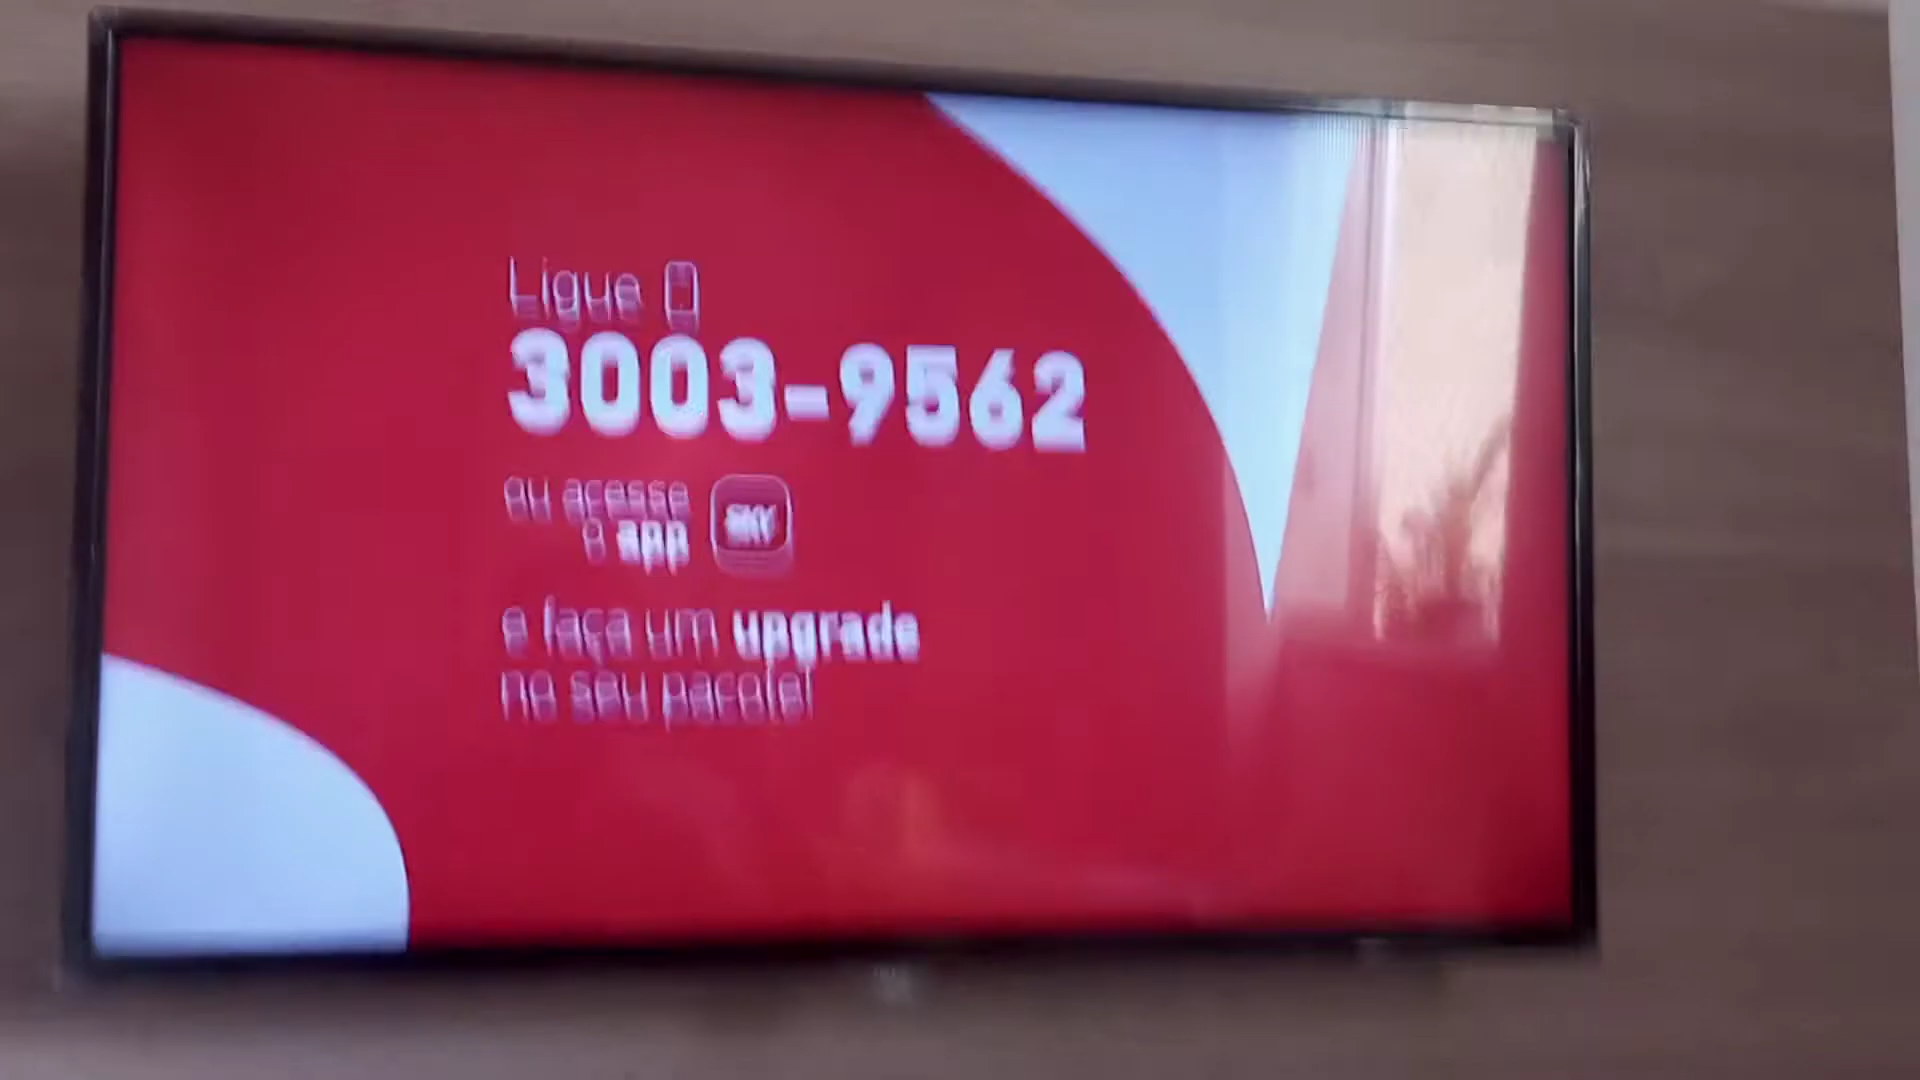 Ligue
3003-9562
ou acesse
o app SKY
e faça um upgrade
no seu pacote!